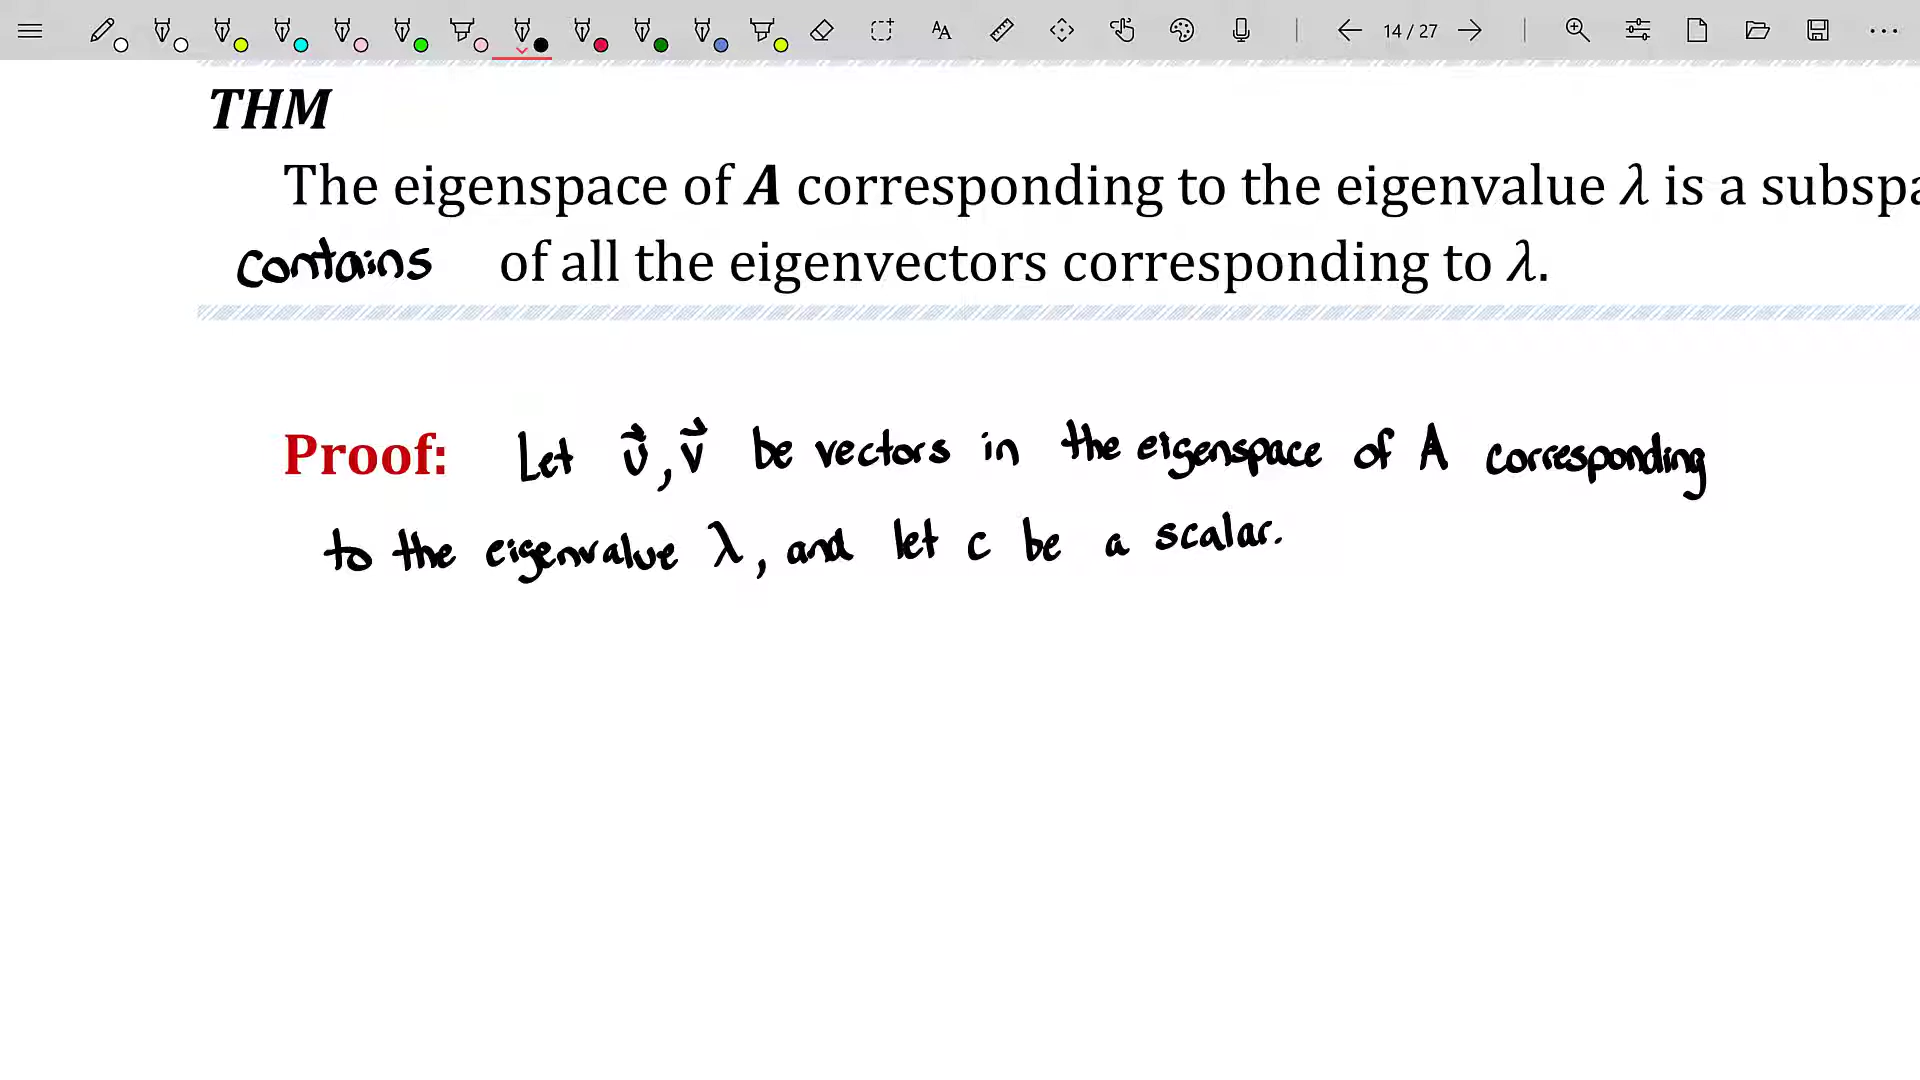 14 / 27
THM
The eigenspace of A corresponding to the eigenvalue λ is a subspa
contains of all the eigenvectors corresponding to λ.
Proof: Let u⃗, v⃗ be vectors in the eigenspace of A corresponding
to the eigenvalue λ, and let c be a scalar.